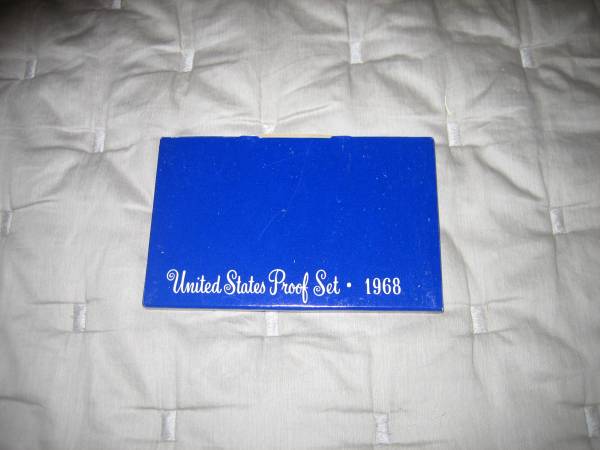 United States Proof Set · 1968